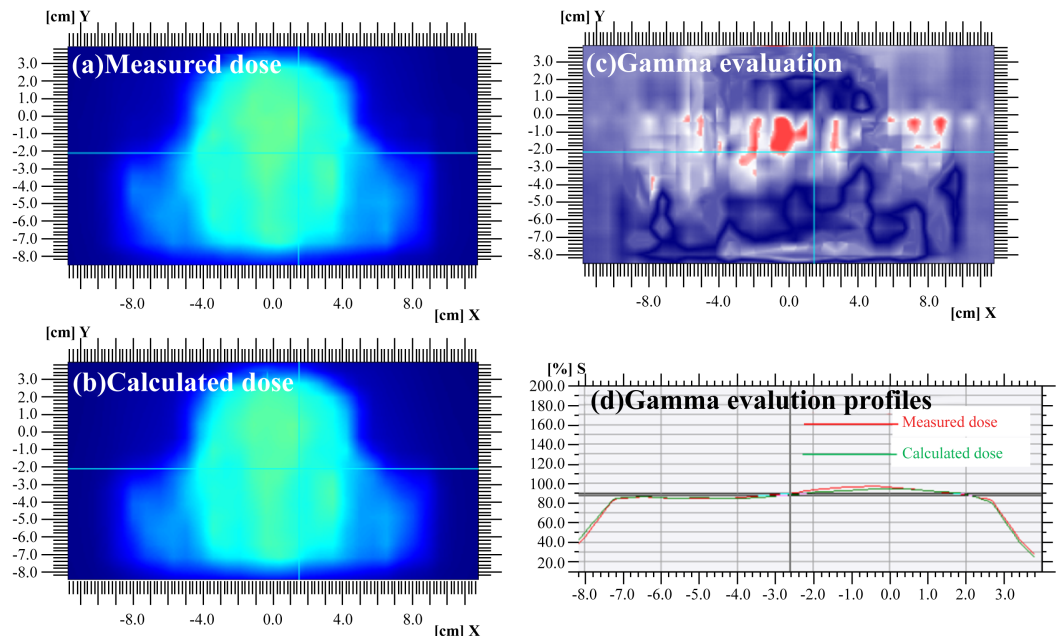 [cm] Y
(a)Measured dose
3.0
2.0
1.0
0.0
-1.0
-2.0
-3.0
-4.0
-5.0
-6.0
-7.0
-8.0
-8.0 -4.0 0.0 4.0 8.0
[cm] X
[cm] Y
(c)Gamma evaluation
3.0
2.0
1.0
0.0
-1.0
-2.0
-3.0
-4.0
-5.0
-6.0
-7.0
-8.0
-8.0 -4.0 0.0 4.0 8.0
[cm] X
[cm] Y
(b)Calculated dose
3.0
2.0
1.0
0.0
-1.0
-2.0
-3.0
-4.0
-5.0
-6.0
-7.0
-8.0
-8.0 -4.0 0.0 4.0 8.0
[cm] X
[%] S
(d)Gamma evalution profiles
Measured dose
Calculated dose
200.0
180.0
160.0
140.0
120.0
100.0
80.0
60.0
40.0
20.0
-8.0 -7.0 -6.0 -5.0 -4.0 -3.0 -2.0 -1.0 0.0 1.0 2.0 3.0